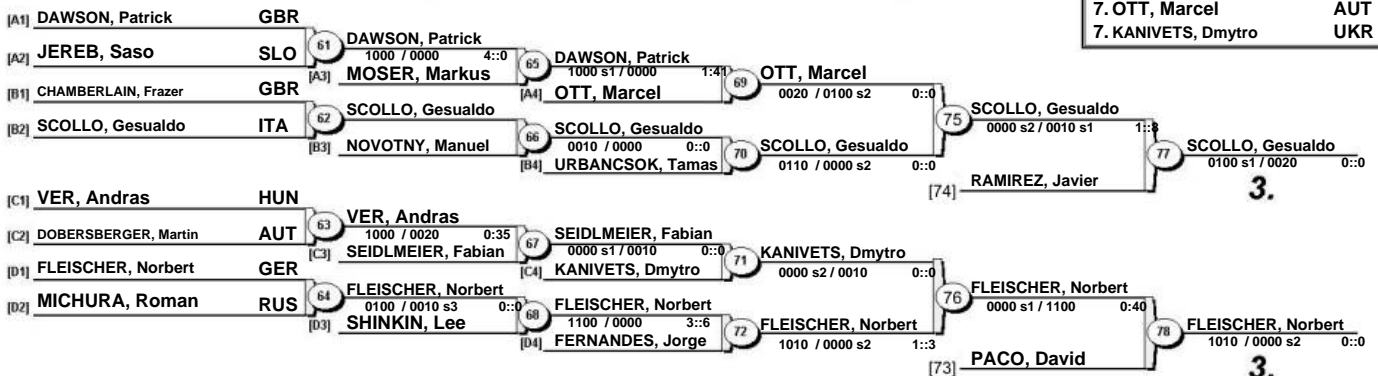 7. OTT, Marcel AUT
7. KANIVETS, Dmytro UKR
[A1] DAWSON, Patrick GBR
[A2] JEREB, Saso SLO
[B1] CHAMBERLAIN, Frazer GBR
[B2] SCOLLO, Gesualdo ITA
61
DAWSON, Patrick
1000 / 0000 4::0
[A3] MOSER, Markus
62
SCOLLO, Gesualdo
[B3] NOVOTNY, Manuel
65
DAWSON, Patrick
1000 s1 / 0000 1:41
[A4] OTT, Marcel
66
SCOLLO, Gesualdo
0010 / 0000 0::0
[B4] URBANCSOK, Tamas
69
OTT, Marcel
0020 / 0100 s2 0::0
70
SCOLLO, Gesualdo
0110 / 0000 s2 0::0
75
SCOLLO, Gesualdo
0000 s2 / 0010 s1 1::8
[74] RAMIREZ, Javier
77
SCOLLO, Gesualdo
0100 s1 / 0020 0::0
3.
[C1] VER, Andras HUN
[C2] DOBERSBERGER, Martin AUT
[D1] FLEISCHER, Norbert GER
[D2] MICHURA, Roman RUS
63
VER, Andras
1000 / 0020 0:35
[C3] SEIDLMEIER, Fabian
64
FLEISCHER, Norbert
0100 / 0010 s3 0::0
[D3] SHINKIN, Lee
67
SEIDLMEIER, Fabian
0000 s1 / 0010 0::0
[C4] KANIVETS, Dmytro
68
FLEISCHER, Norbert
1100 / 0000 3::6
[D4] FERNANDES, Jorge
71
KANIVETS, Dmytro
0000 s2 / 0010 0::0
72
FLEISCHER, Norbert
1010 / 0000 s2 1::3
76
FLEISCHER, Norbert
0000 s1 / 1100 0:40
[73] PACO, David
78
FLEISCHER, Norbert
1010 / 0000 s2 0::0
3.